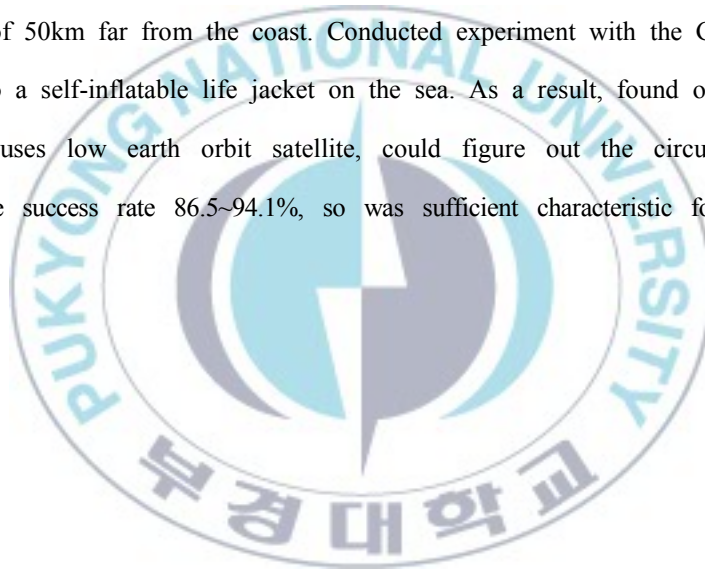 of 50km far from the coast. Conducted experiment with the
a self-inflatable life jacket on the sea. As a result, found
uses low earth orbit satellite, could figure out the
success rate 86.5~94.1%, so was sufficient characteristic
PUKYONG NATIONAL UNIVERSITY
부경대학교